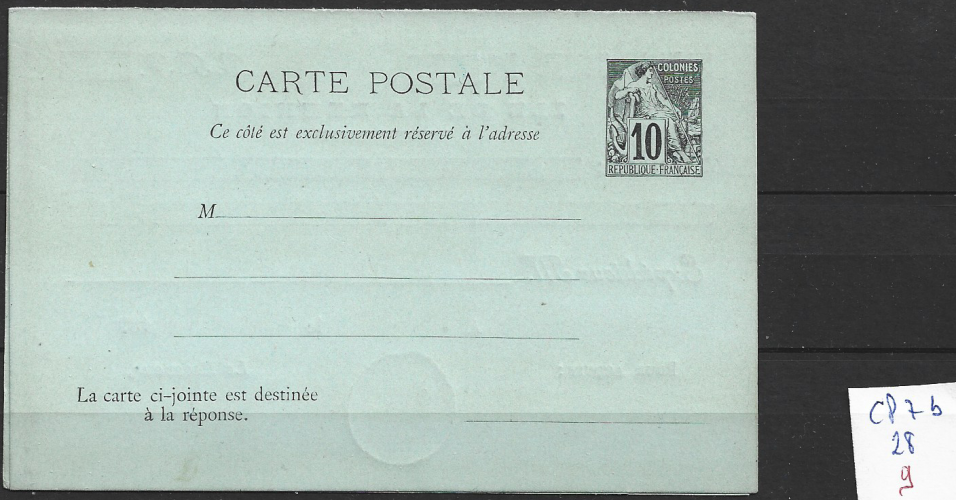 CARTE POSTALE
Ce côté est exclusivement réservé à l'adresse
COLONIES
POSTES
10
REPUBLIQUE-FRANÇAISE
M
La carte ci-jointe est destinée
à la réponse.
CP 7 b
28
9